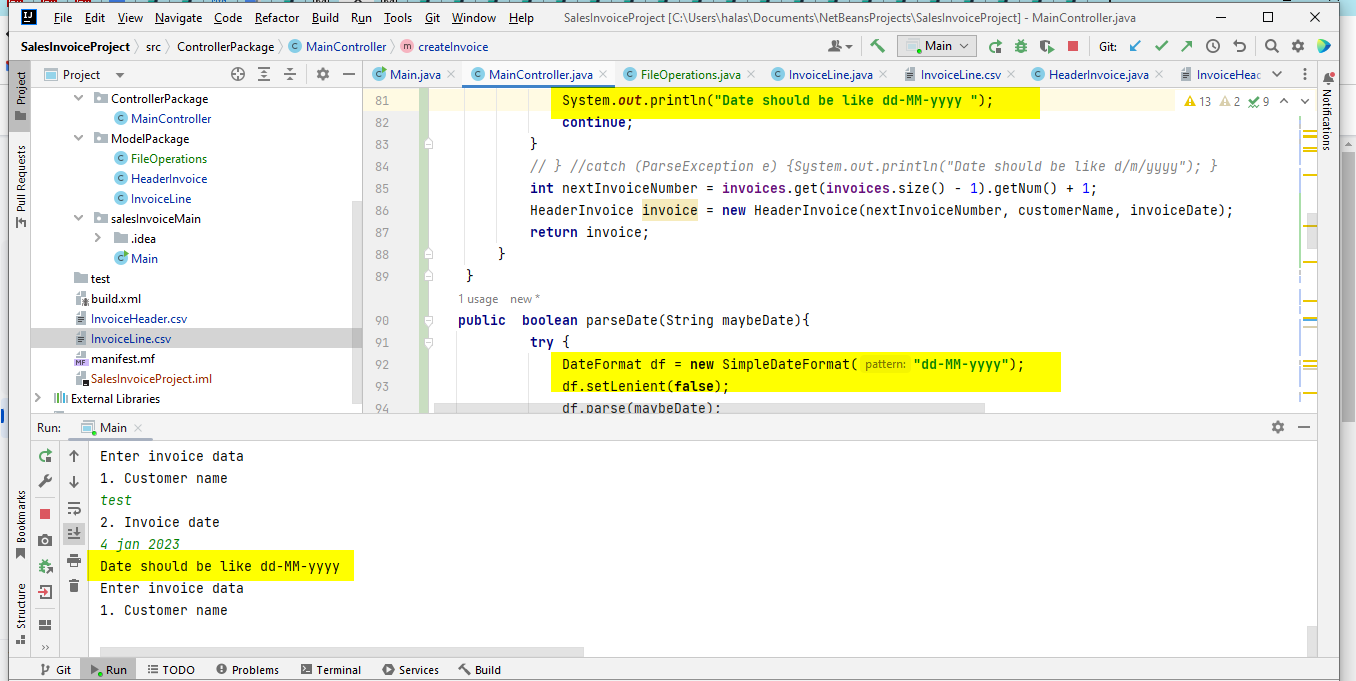 File Edit View Navigate Code Refactor Build Run Tools Git Window Help SalesInvoiceProject [C:\Users\halas\Documents\NetBeansProjects\SalesInvoiceProject] - MainController.java
SalesInvoiceProject src ControllerPackage MainController createInvoice Main Git:
Project Main.java MainController.java FileOperations.java InvoiceLine.java InvoiceLine.csv HeaderInvoice.java InvoiceHeac
Project
Pull Requests
Bookmarks
Structure
ControllerPackage
MainController
ModelPackage
FileOperations
HeaderInvoice
InvoiceLine
salesInvoiceMain
.idea
Main
test
build.xml
InvoiceHeader.csv
InvoiceLine.csv
manifest.mf
SalesInvoiceProject.iml
External Libraries
81 System.out.println("Date should be like dd-MM-yyyy ");
13 2 9
82 continue;
83 }
84 // } //catch (ParseException e) {System.out.println("Date should be like d/m/yyyy"); }
85 int nextInvoiceNumber = invoices.get(invoices.size() - 1).getNum() + 1;
86 HeaderInvoice invoice = new HeaderInvoice(nextInvoiceNumber, customerName, invoiceDate);
87 return invoice;
88 }
89 }
1 usage new *
90 public boolean parseDate(String maybeDate){
91 try {
92 DateFormat df = new SimpleDateFormat( pattern: "dd-MM-yyyy");
93 df.setLenient(false);
94 df.parse(maybeDate);
Notifications
Run: Main
Enter invoice data
1. Customer name
test
2. Invoice date
4 jan 2023
Date should be like dd-MM-yyyy
Enter invoice data
1. Customer name
Git Run TODO Problems Terminal Services Build